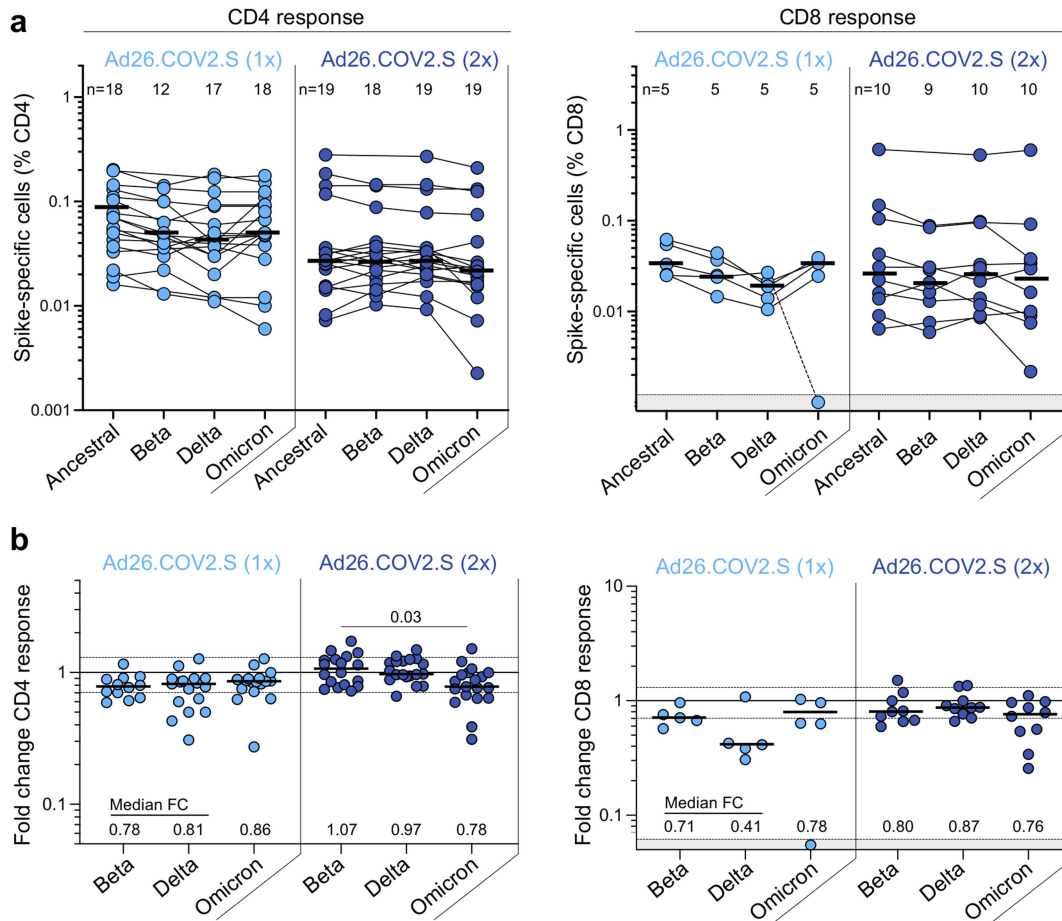 a
CD4 response
CD8 response
Ad26.COV2.S (1x)
Ad26.COV2.S (2x)
Ad26.COV2.S (1x)
Ad26.COV2.S (2x)
n=18 12 17 18 n=19 18 19 19
n=5 5 5 5 n=10 9 10 10
Spike-specific cells (% CD4)
1
0.1
0.01
0.001
Ancestral Beta Delta Omicron Ancestral Beta Delta Omicron
Spike-specific cells (% CD8)
1
0.1
0.01
Ancestral Beta Delta Omicron Ancestral Beta Delta Omicron
b
Ad26.COV2.S (1x)
Ad26.COV2.S (2x)
Ad26.COV2.S (1x)
Ad26.COV2.S (2x)
Fold change CD4 response
1
0.1
0.03
Median FC
0.78 0.81 0.86 1.07 0.97 0.78
Beta Delta Omicron Beta Delta Omicron
Fold change CD8 response
10
1
0.1
Median FC
0.71 0.41 0.78 0.80 0.87 0.76
Beta Delta Omicron Beta Delta Omicron